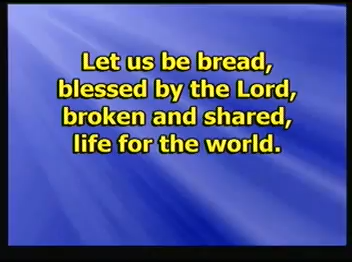 Let us be bread,
blessed by the Lord,
broken and shared,
life for the world.